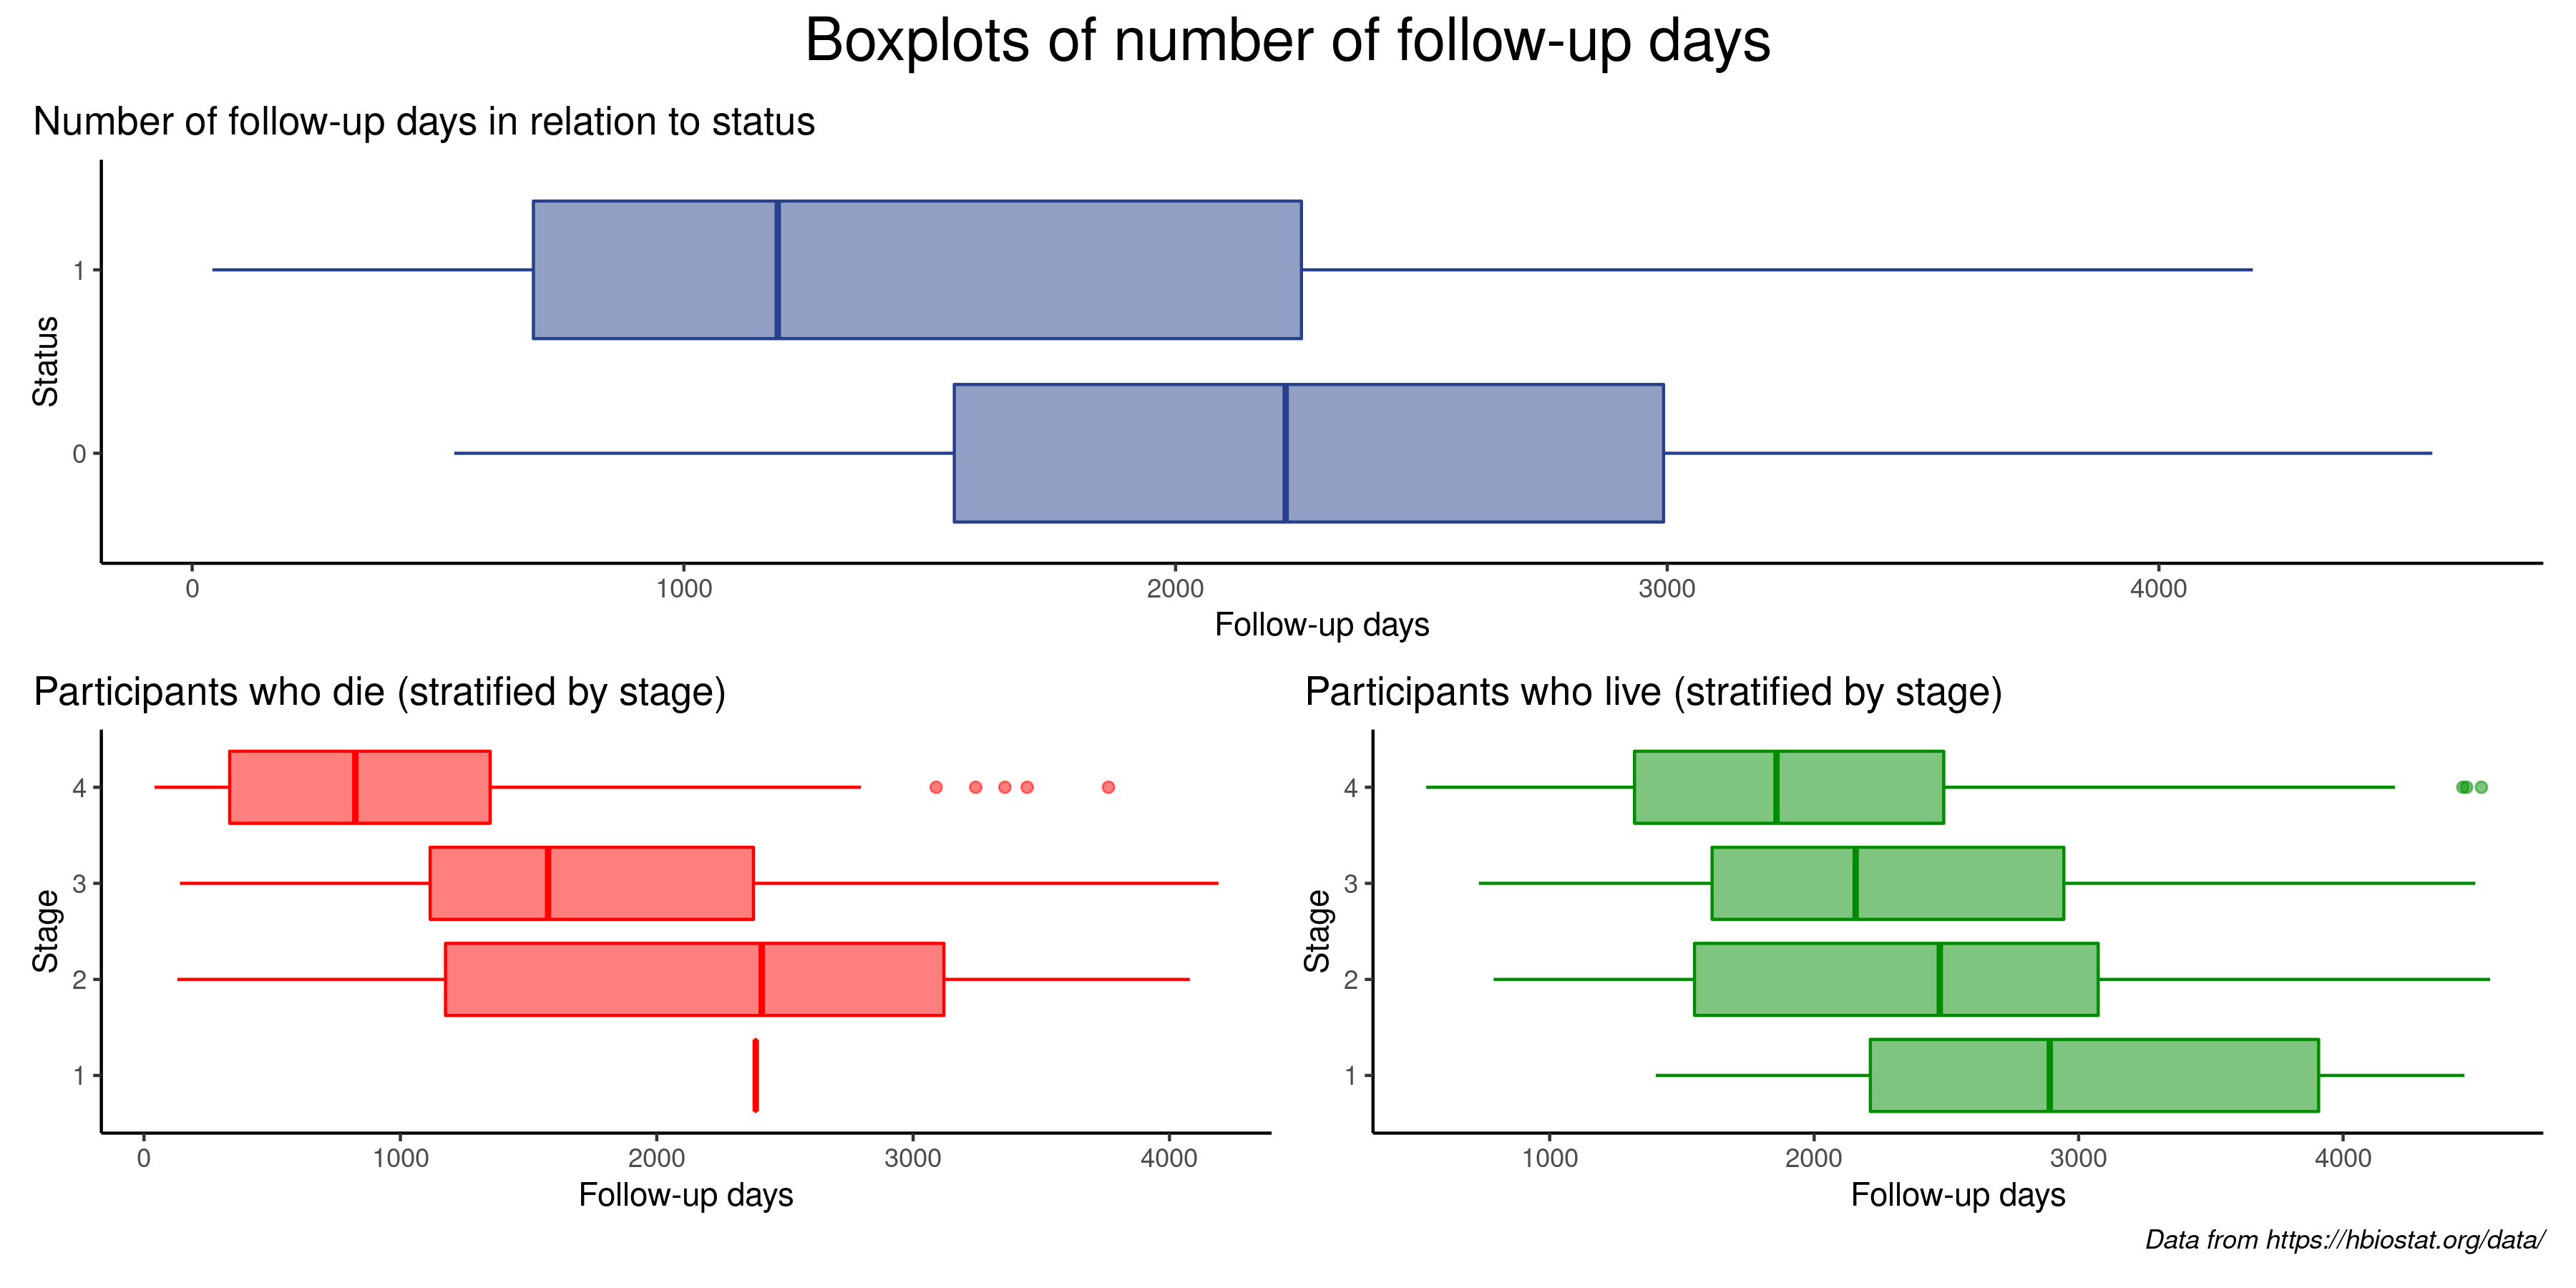 Boxplots of number of follow-up days
Number of follow-up days in relation to status
Status
1
0
0 1000 2000 3000 4000
Follow-up days
Participants who die (stratified by stage)
Stage
4
3
2
1
0 1000 2000 3000 4000
Follow-up days
Participants who live (stratified by stage)
Stage
4
3
2
1
1000 2000 3000 4000
Follow-up days
Data from https://hbiostat.org/data/